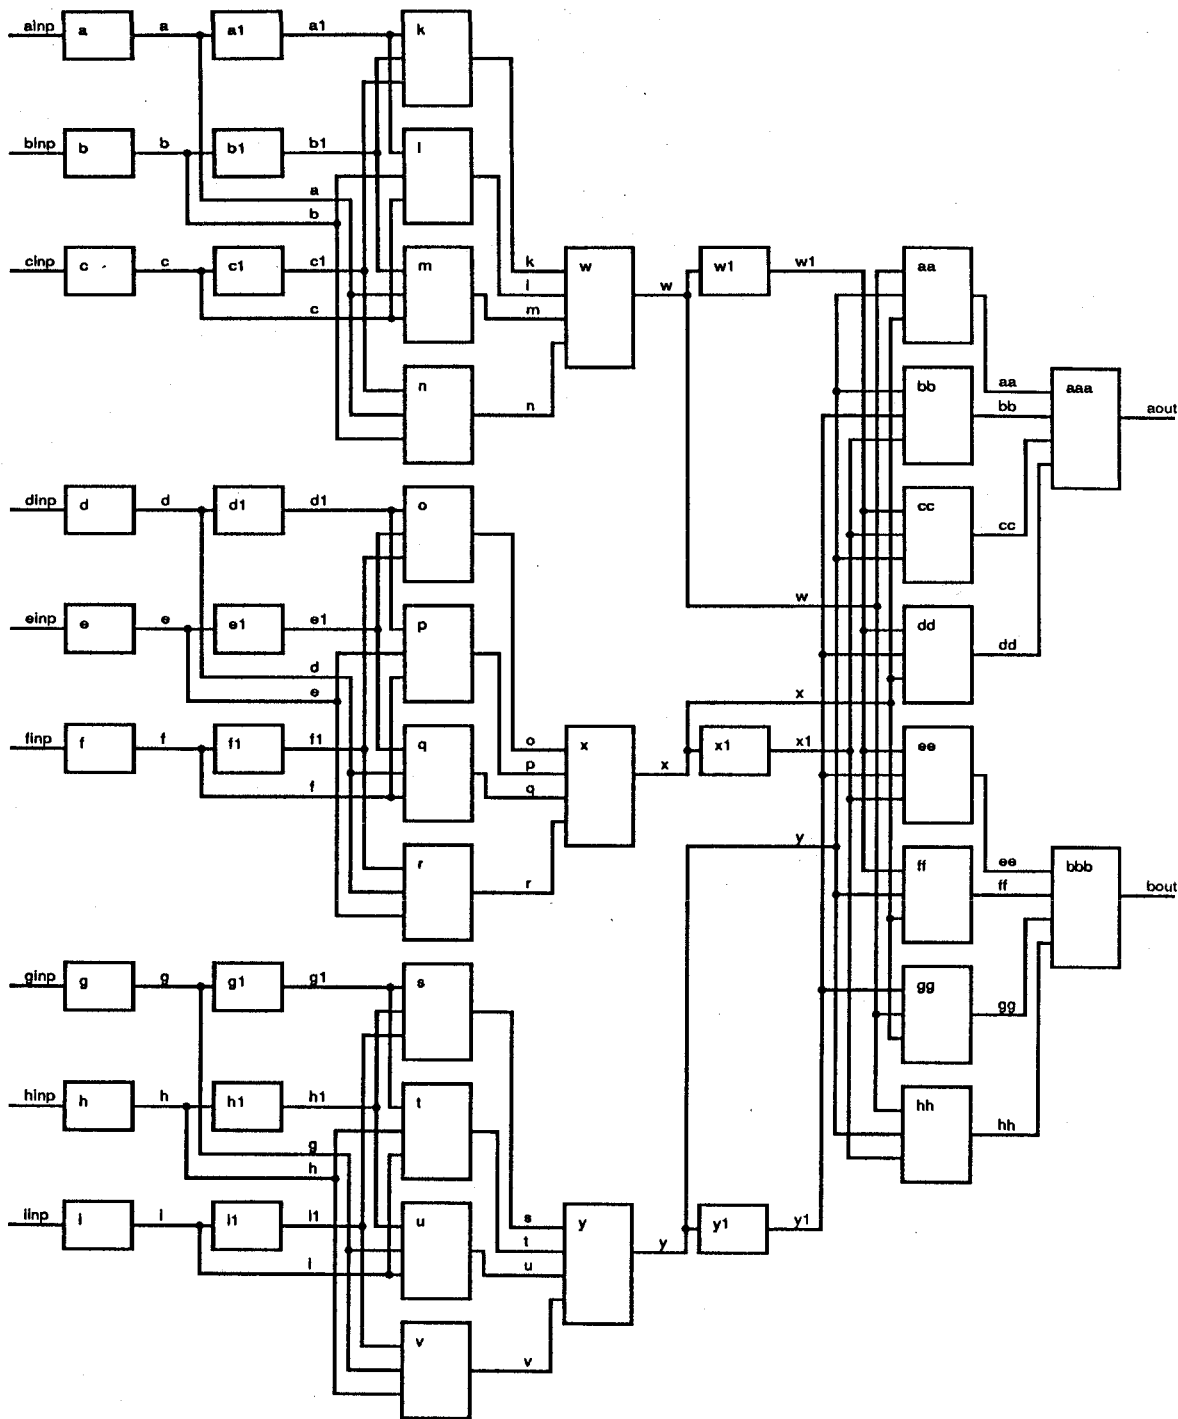 ainp a a a1 a1 k
binp b b b1 b1 l
a
b
cinp c c c1 c1 m k w w w1 w1 aa
l
c m
n n bb aa aaa aout
bb
dinp d d d1 d1 o cc cc
einp e e e1 e1 p w dd dd
d
e x
finp f f f1 f1 q o x x x1 x1 ee
p
f q
y
r r ff ee bbb bout
ff
ginp g g g1 g1 s gg gg
hinp h h h1 h1 t hh hh
g
h
iinp i i i1 i1 u s y y y1 y1
t
i u
v v